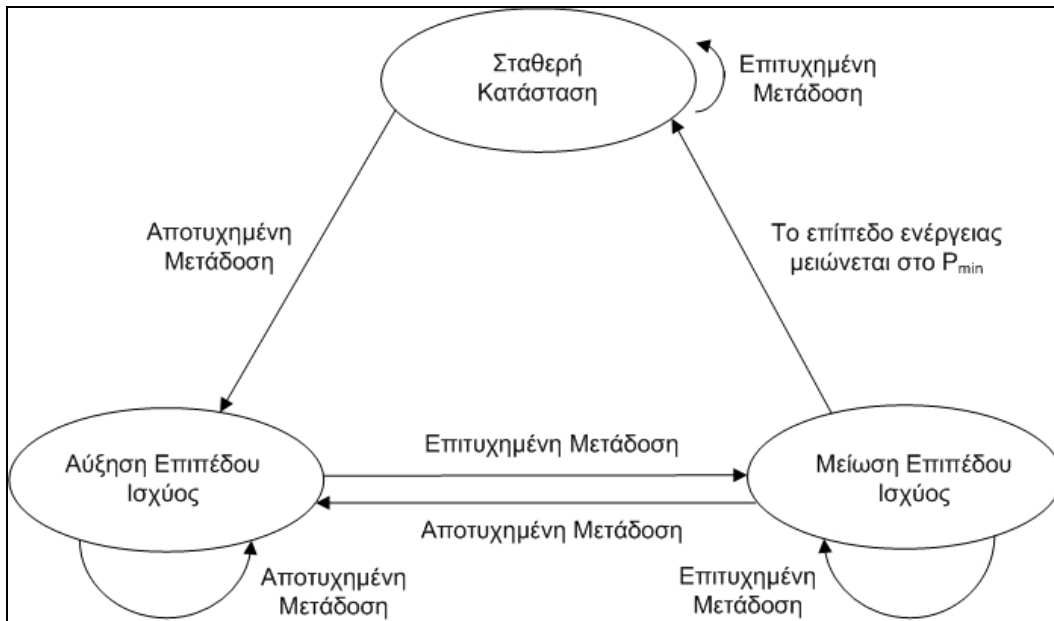 Σταθερή
Κατάσταση
Επιτυχημένη
Μετάδοση
Αποτυχημένη
Μετάδοση
Το επίπεδο ενέργειας
μειώνεται στο Pmin
Αύξηση Επιπέδου
Ισχύος
Επιτυχημένη Μετάδοση
Αποτυχημένη Μετάδοση
Μείωση Επιπέδου
Ισχύος
Αποτυχημένη
Μετάδοση
Επιτυχημένη
Μετάδοση